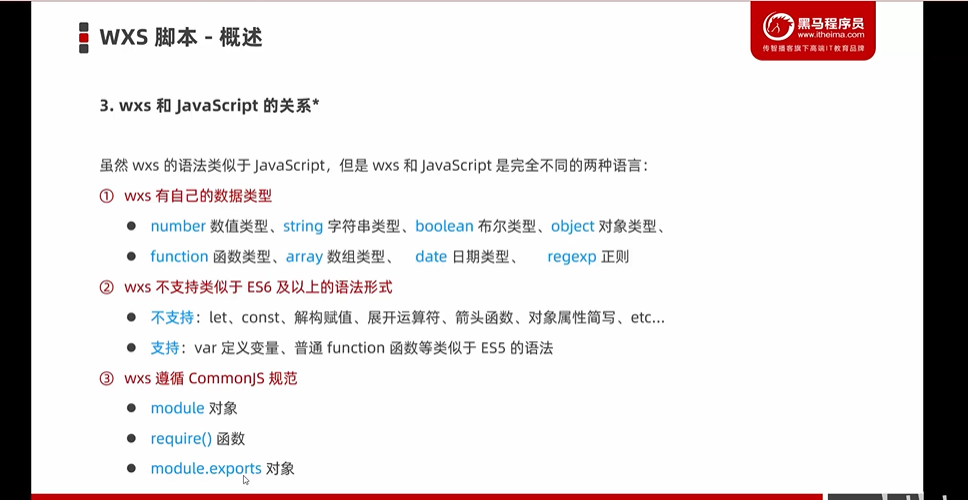 WXS 脚本 - 概述
黑马程序员
www.itheima.com
传智播客旗下高端IT教育品牌
3. wxs 和 JavaScript 的关系*
虽然 wxs 的语法类似于 JavaScript，但是 wxs 和 JavaScript 是完全不同的两种语言：
① wxs 有自己的数据类型
● number 数值类型、string 字符串类型、boolean 布尔类型、object 对象类型、
● function 函数类型、array 数组类型、 date 日期类型、 regexp 正则
② wxs 不支持类似于 ES6 及以上的语法形式
● 不支持：let、const、解构赋值、展开运算符、箭头函数、对象属性简写、etc...
● 支持：var 定义变量、普通 function 函数等类似于 ES5 的语法
③ wxs 遵循 CommonJS 规范
● module 对象
● require() 函数
● module.exports 对象